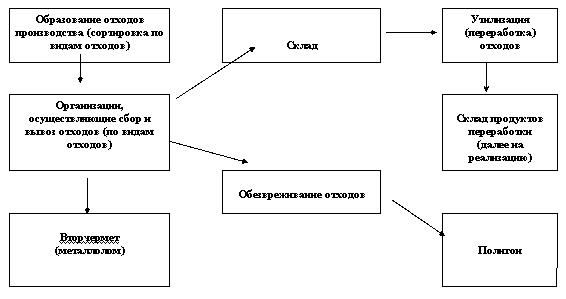 Образование отходов
производства (сортировка по
видам отходов)
Склад
Утилизация
(переработка)
отходов
Организации,
осуществляющие сбор и
вывоз отходов (по видам
отходов)
Склад продуктов
переработки
(далее на
реализацию)
Обезвреживание отходов
Вторчермет
(металлолом)
Полигон